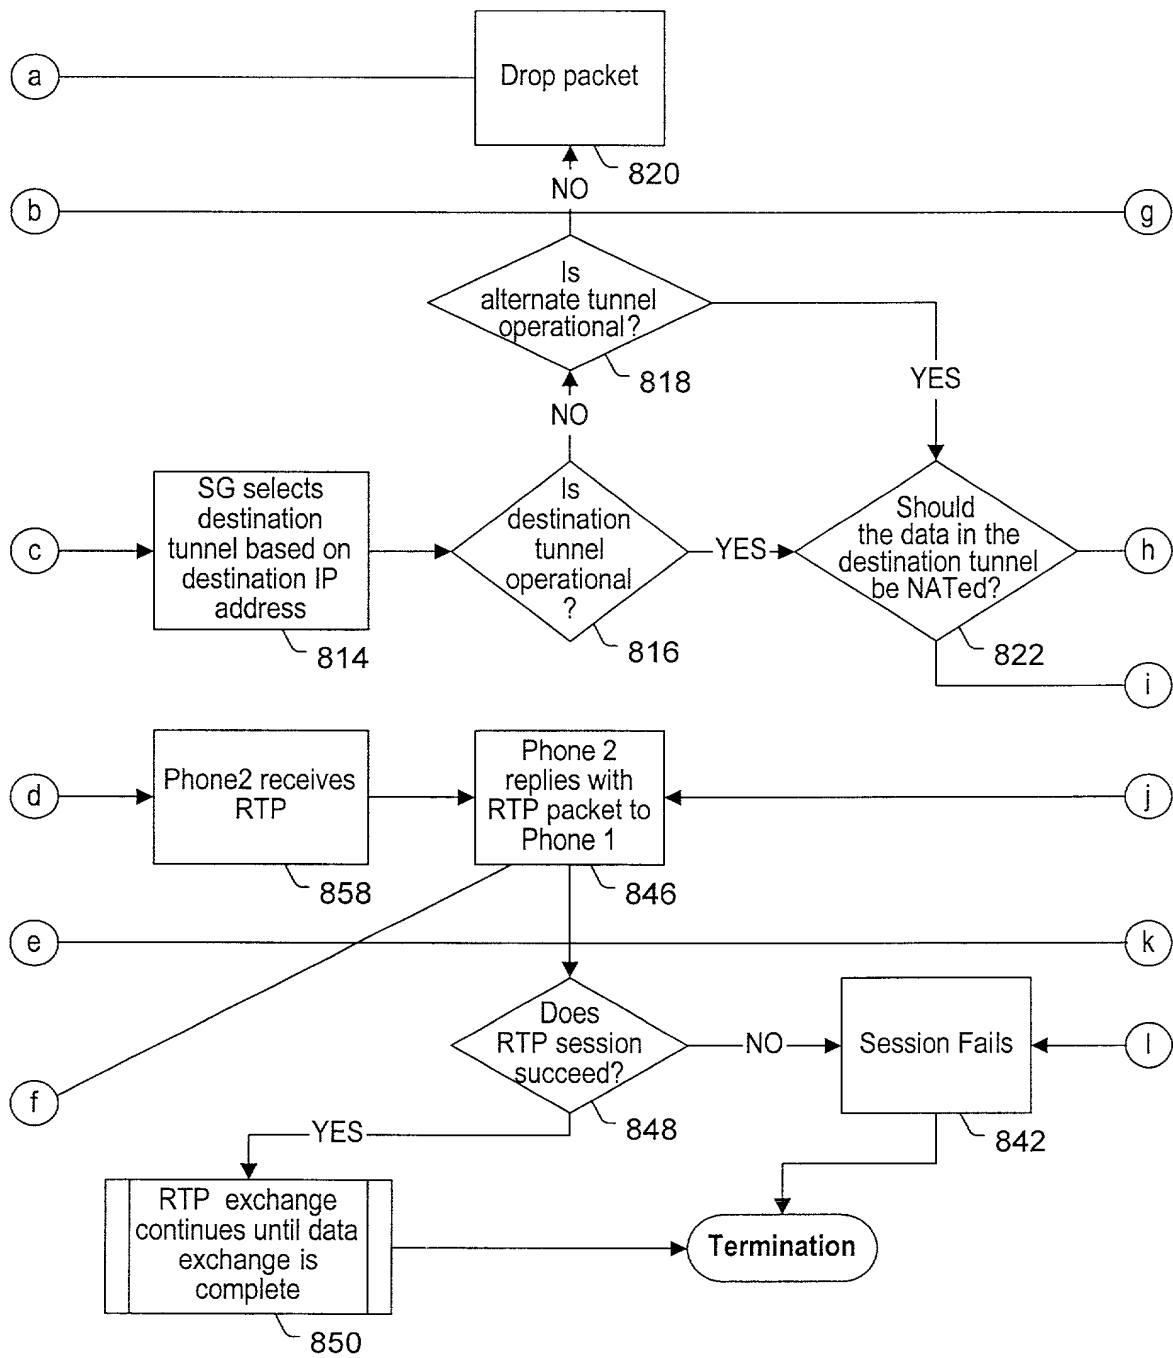 a
Drop packet
820
NO
b
g
Is
alternate tunnel
operational?
818
YES
NO
c
SG selects
destination
tunnel based on
destination IP
address
814
Is
destination
tunnel
operational
?
816
YES
Should
the data in the
destination tunnel
be NATed?
822
h
i
d
Phone2 receives
RTP
858
Phone 2
replies with
RTP packet to
Phone 1
846
j
e
k
Does
RTP session
succeed?
848
NO
Session Fails
842
l
f
YES
RTP exchange
continues until data
exchange is
complete
850
Termination